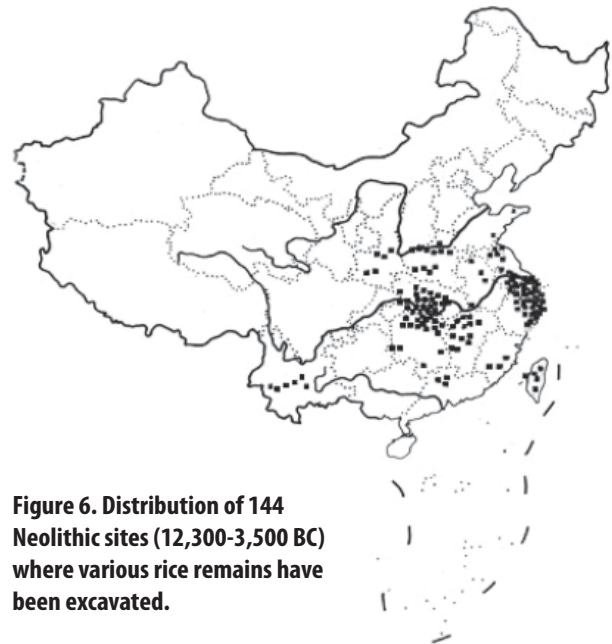 Figure 6. Distribution of 144
Neolithic sites (12,300-3,500 BC)
where various rice remains have
been excavated.